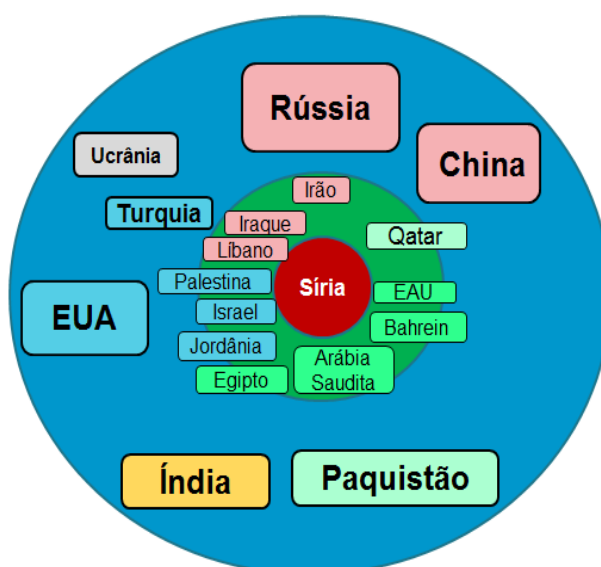 Rússia
China
Ucrânia
Irão
Turquia
Iraque
Qatar
Líbano
Síria
Palestina
EAU
Israel
EUA
Bahrein
Jordânia
Arábia
Saudita
Egipto
Índia
Paquistão